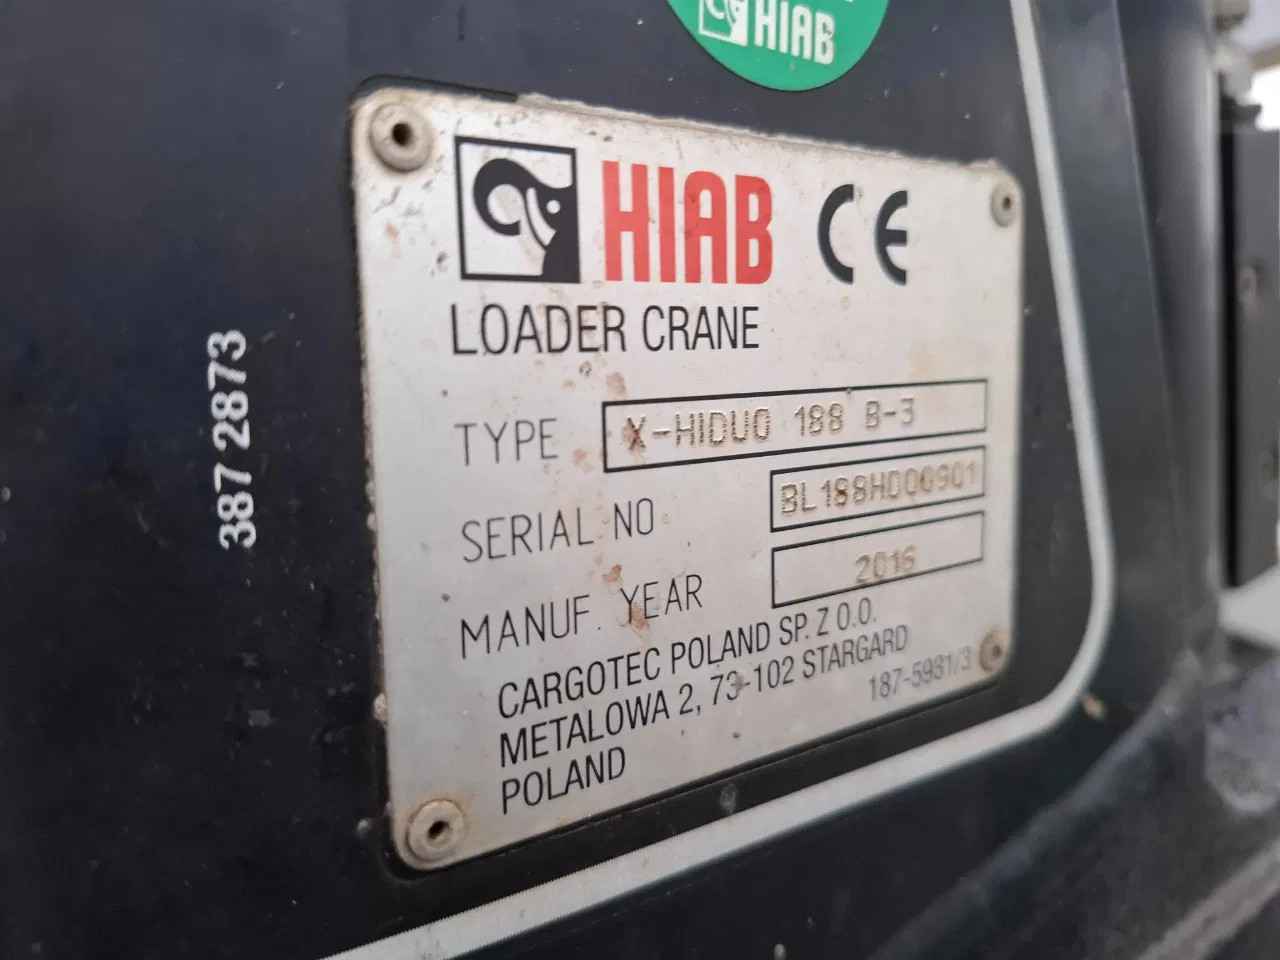 HIAB
HIAB CE
LOADER CRANE
TYPE X-HIDUO 188 B-3
SERIAL NO BL188HD00901
MANUF. YEAR 2016
CARGOTEC POLAND SP. Z O.O.
METALOWA 2, 73-102 STARGARD
POLAND
187-5931/3
387 2873